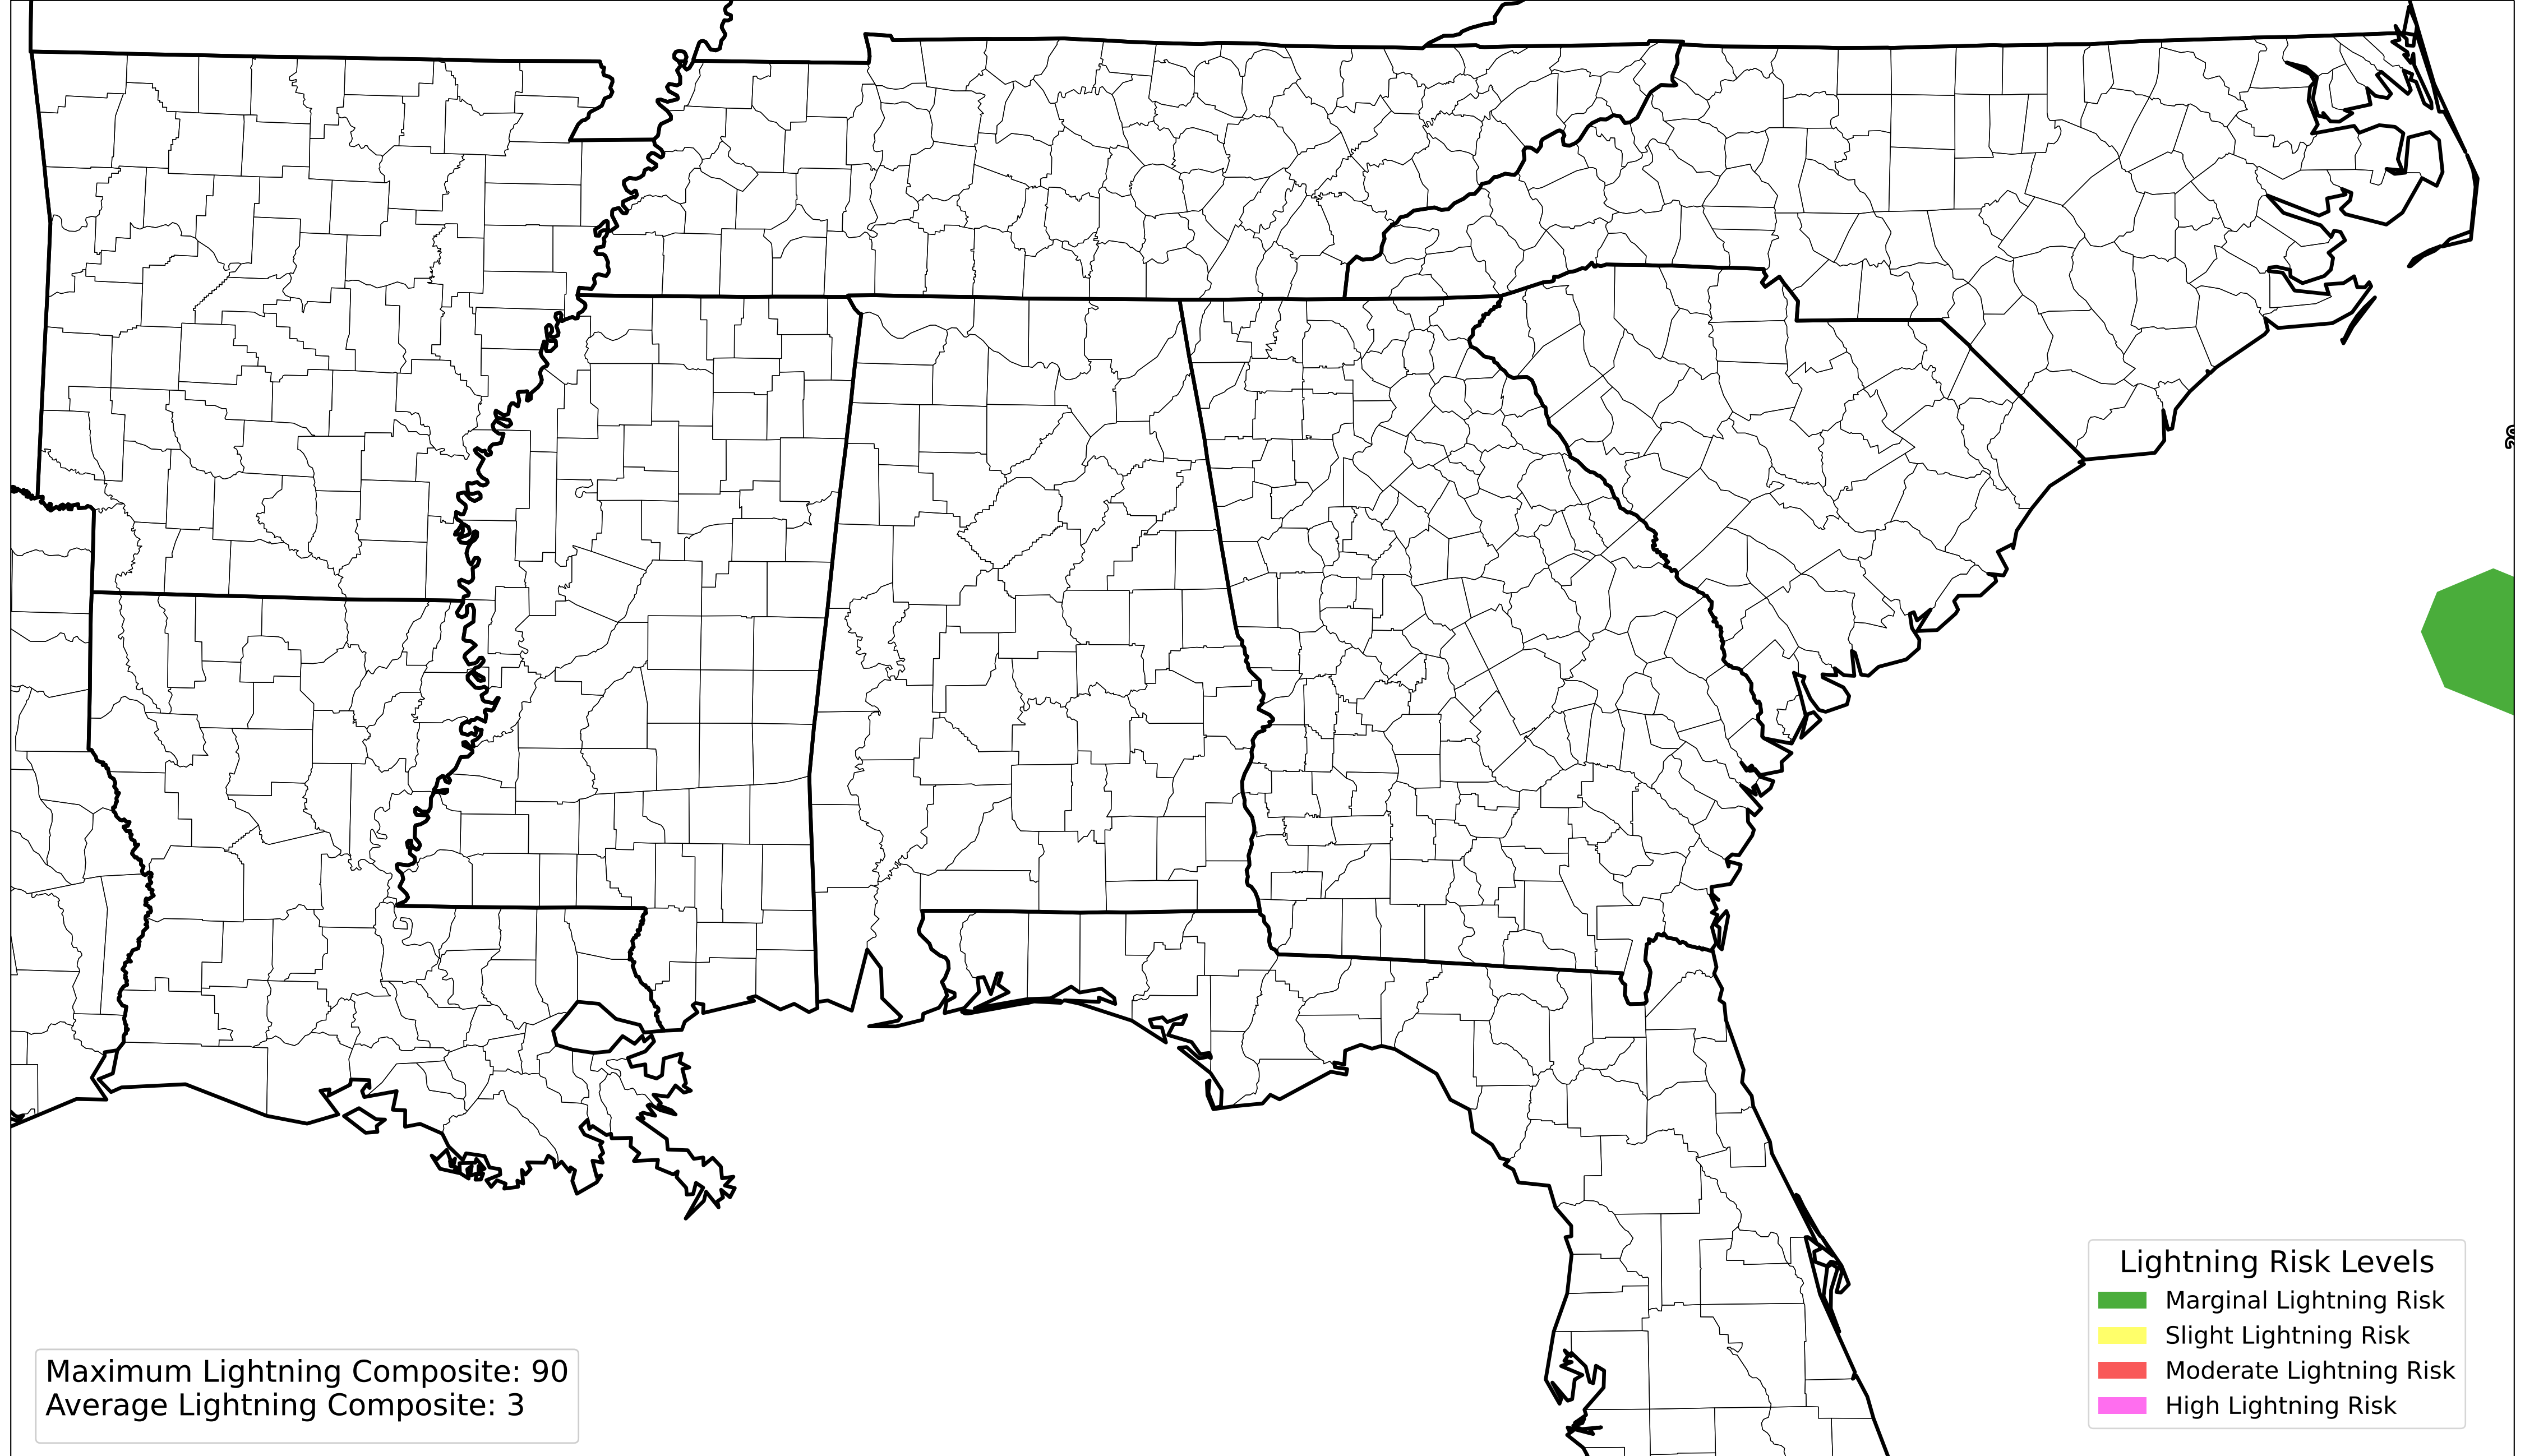 20
Lightning Risk Levels
Marginal Lightning Risk
Slight Lightning Risk
Moderate Lightning Risk
High Lightning Risk
Maximum Lightning Composite: 90
Average Lightning Composite: 3